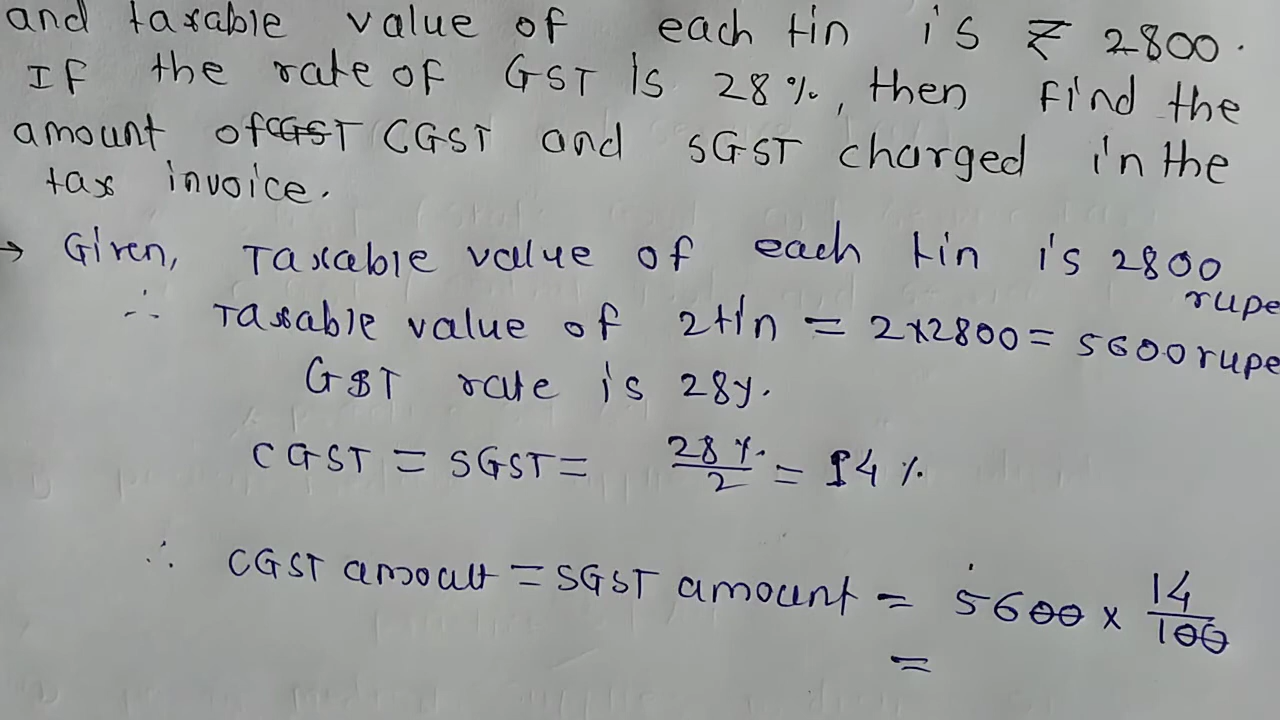 and taxable value of each tin is ₹ 2800.
If the rate of GST is 28%, then find the
amount of CGST and SGST charged in the
tax invoice.
→ Given, Taxable value of each tin is 2800
rupe
∴ Taxable value of 2 tin = 2x2800 = 5600 rupe
GST rate is 28%.
CGST = SGST = 28%/2 = 14%
∴ CGST amount = SGST amount = 5600 x 14/100
=